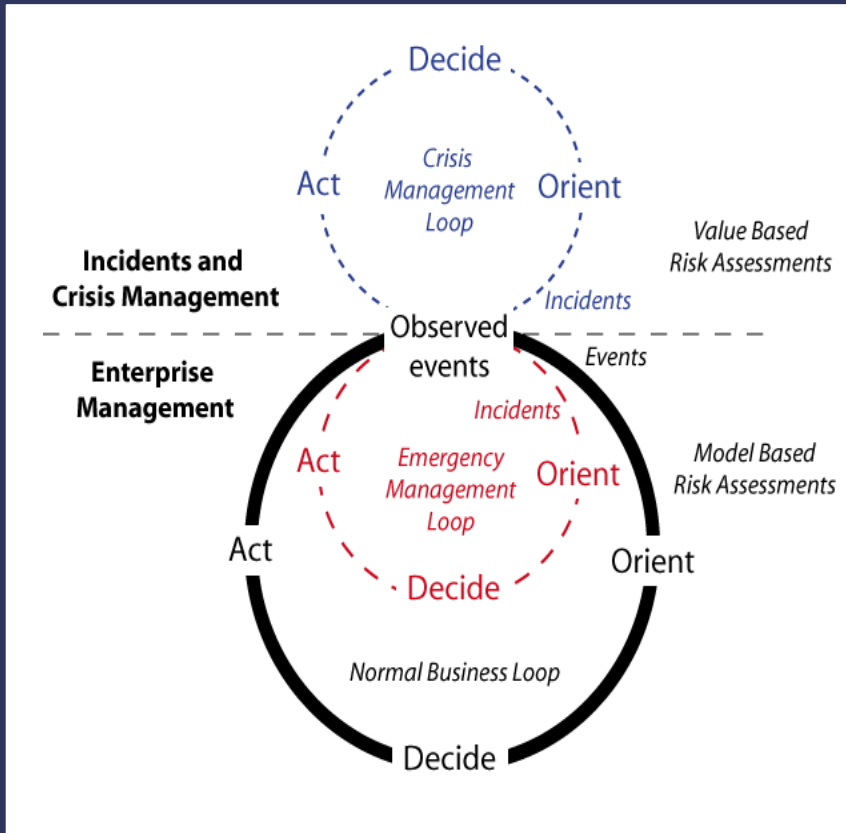 Decide
Crisis
Management
Loop
Act
Orient
Value Based
Risk Assessments
Incidents and
Crisis Management
Incidents
Observed
events
Events
Enterprise
Management
Incidents
Act
Emergency
Management
Loop
Orient
Model Based
Risk Assessments
Act
Orient
Decide
Normal Business Loop
Decide